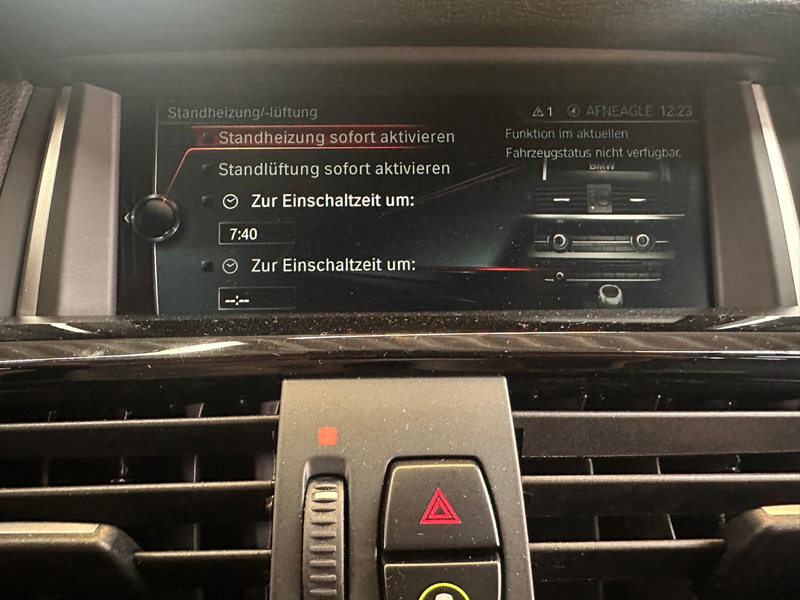 Standheizung/-lüftung
1 AFNEAGLE 12:23
Standheizung sofort aktivieren
Funktion im aktuellen
Fahrzeugstatus nicht verfügbar.
Standlüftung sofort aktivieren
BMW
Zur Einschaltzeit um:
7:40
Zur Einschaltzeit um:
--:--